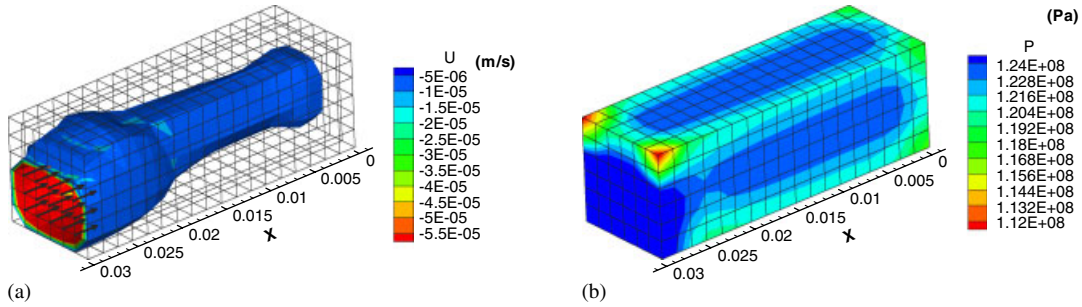 U (m/s)
-5E-06
-1E-05
-1.5E-05
-2E-05
-2.5E-05
-3E-05
-3.5E-05
-4E-05
-4.5E-05
-5E-05
-5.5E-05
0
0.005
0.01
0.015
0.02
0.025
0.03
X
(a)
(Pa)
P
1.24E+08
1.228E+08
1.216E+08
1.204E+08
1.192E+08
1.18E+08
1.168E+08
1.156E+08
1.144E+08
1.132E+08
1.12E+08
0
0.005
0.01
0.015
0.02
0.025
0.03
X
(b)